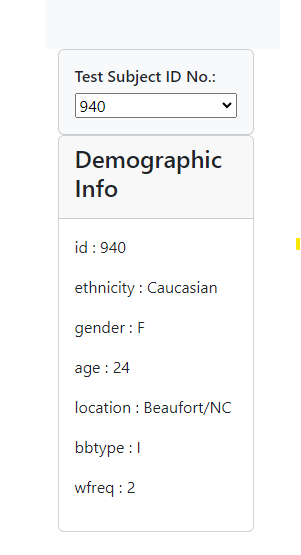 Test Subject ID No.:
940
Demographic
Info
id : 940
ethnicity : Caucasian
gender : F
age : 24
location : Beaufort/NC
bbtype : I
wfreq : 2